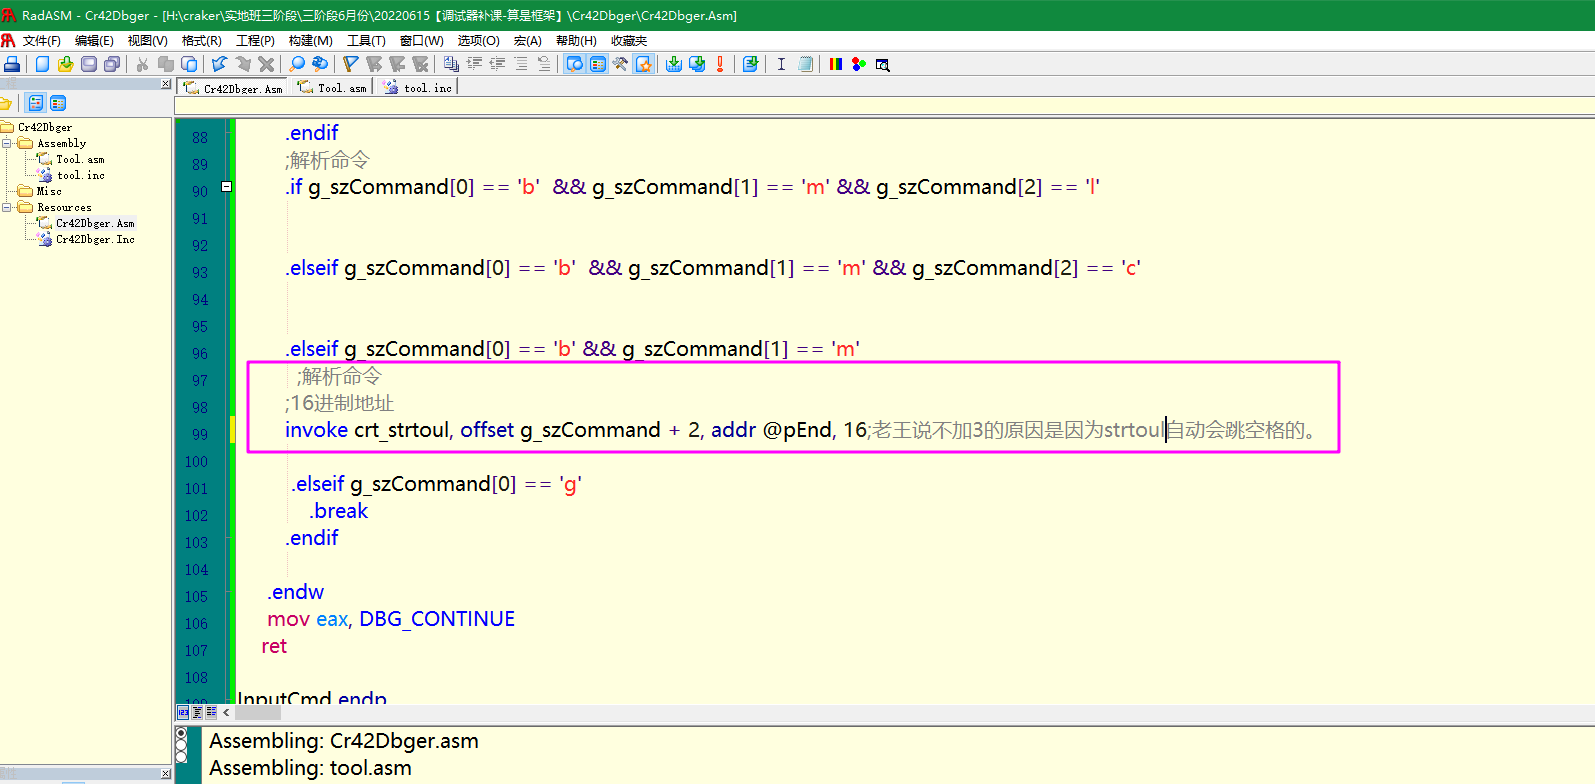 RadASM - Cr42Dbger - [H:\craker\实地班三阶段\三阶段6月份\20220615【调试器补课-算是框架】\Cr42Dbger\Cr42Dbger.Asm]
文件(F) 编辑(E) 视图(V) 格式(R) 工程(P) 构建(M) 工具(T) 窗口(W) 选项(O) 宏(A) 帮助(H) 收藏夹
Cr42Dbger.Asm Tool.asm tool.inc
Cr42Dbger
Assembly
Tool.asm
tool.inc
Misc
Resources
Cr42Dbger.Asm
Cr42Dbger.Inc
88 .endif
89 ;解析命令
90 .if g_szCommand[0] == 'b'  && g_szCommand[1] == 'm' && g_szCommand[2] == 'l'
91
92
93 .elseif g_szCommand[0] == 'b'  && g_szCommand[1] == 'm' && g_szCommand[2] == 'c'
94
95
96 .elseif g_szCommand[0] == 'b' && g_szCommand[1] == 'm'
97 ;解析命令
98 ;16进制地址
99 invoke crt_strtoul, offset g_szCommand + 2, addr @pEnd, 16;老王说不加3的原因是因为strtoul自动会跳空格的。
100
101 .elseif g_szCommand[0] == 'g'
102 .break
103 .endif
104
105 .endw
106 mov eax, DBG_CONTINUE
107 ret
108
109 InputCmd endp
Assembling: Cr42Dbger.asm
Assembling: tool.asm